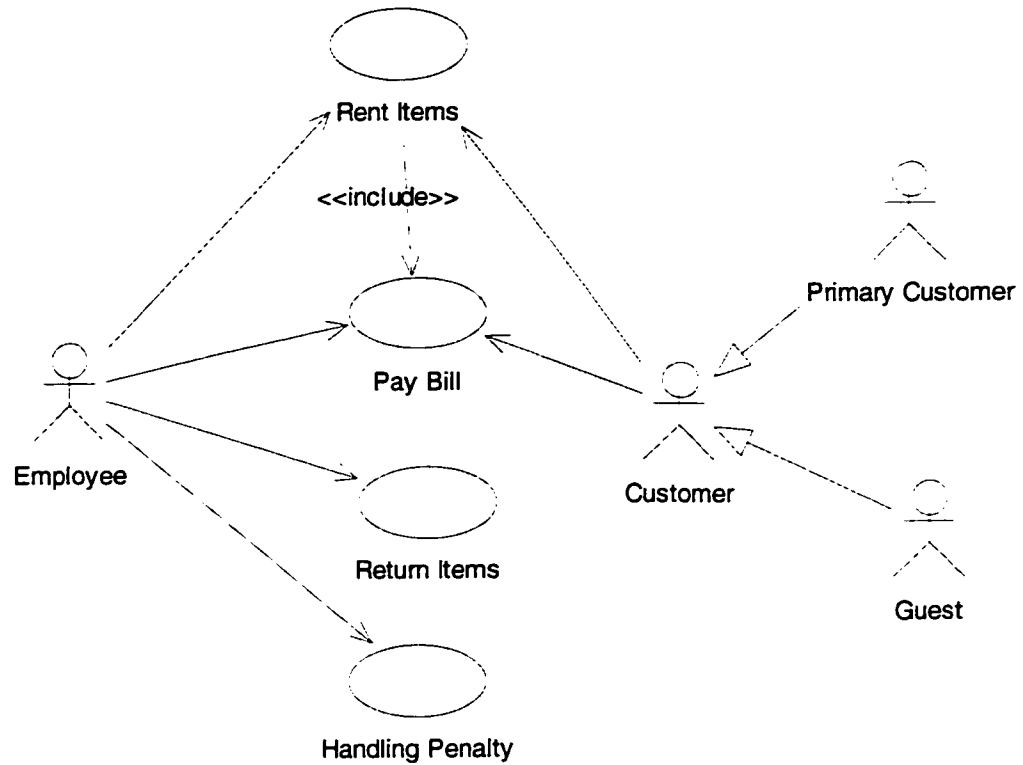 Rent Items
<<include>>
Primary Customer
Pay Bill
Employee
Customer
Return Items
Guest
Handling Penalty